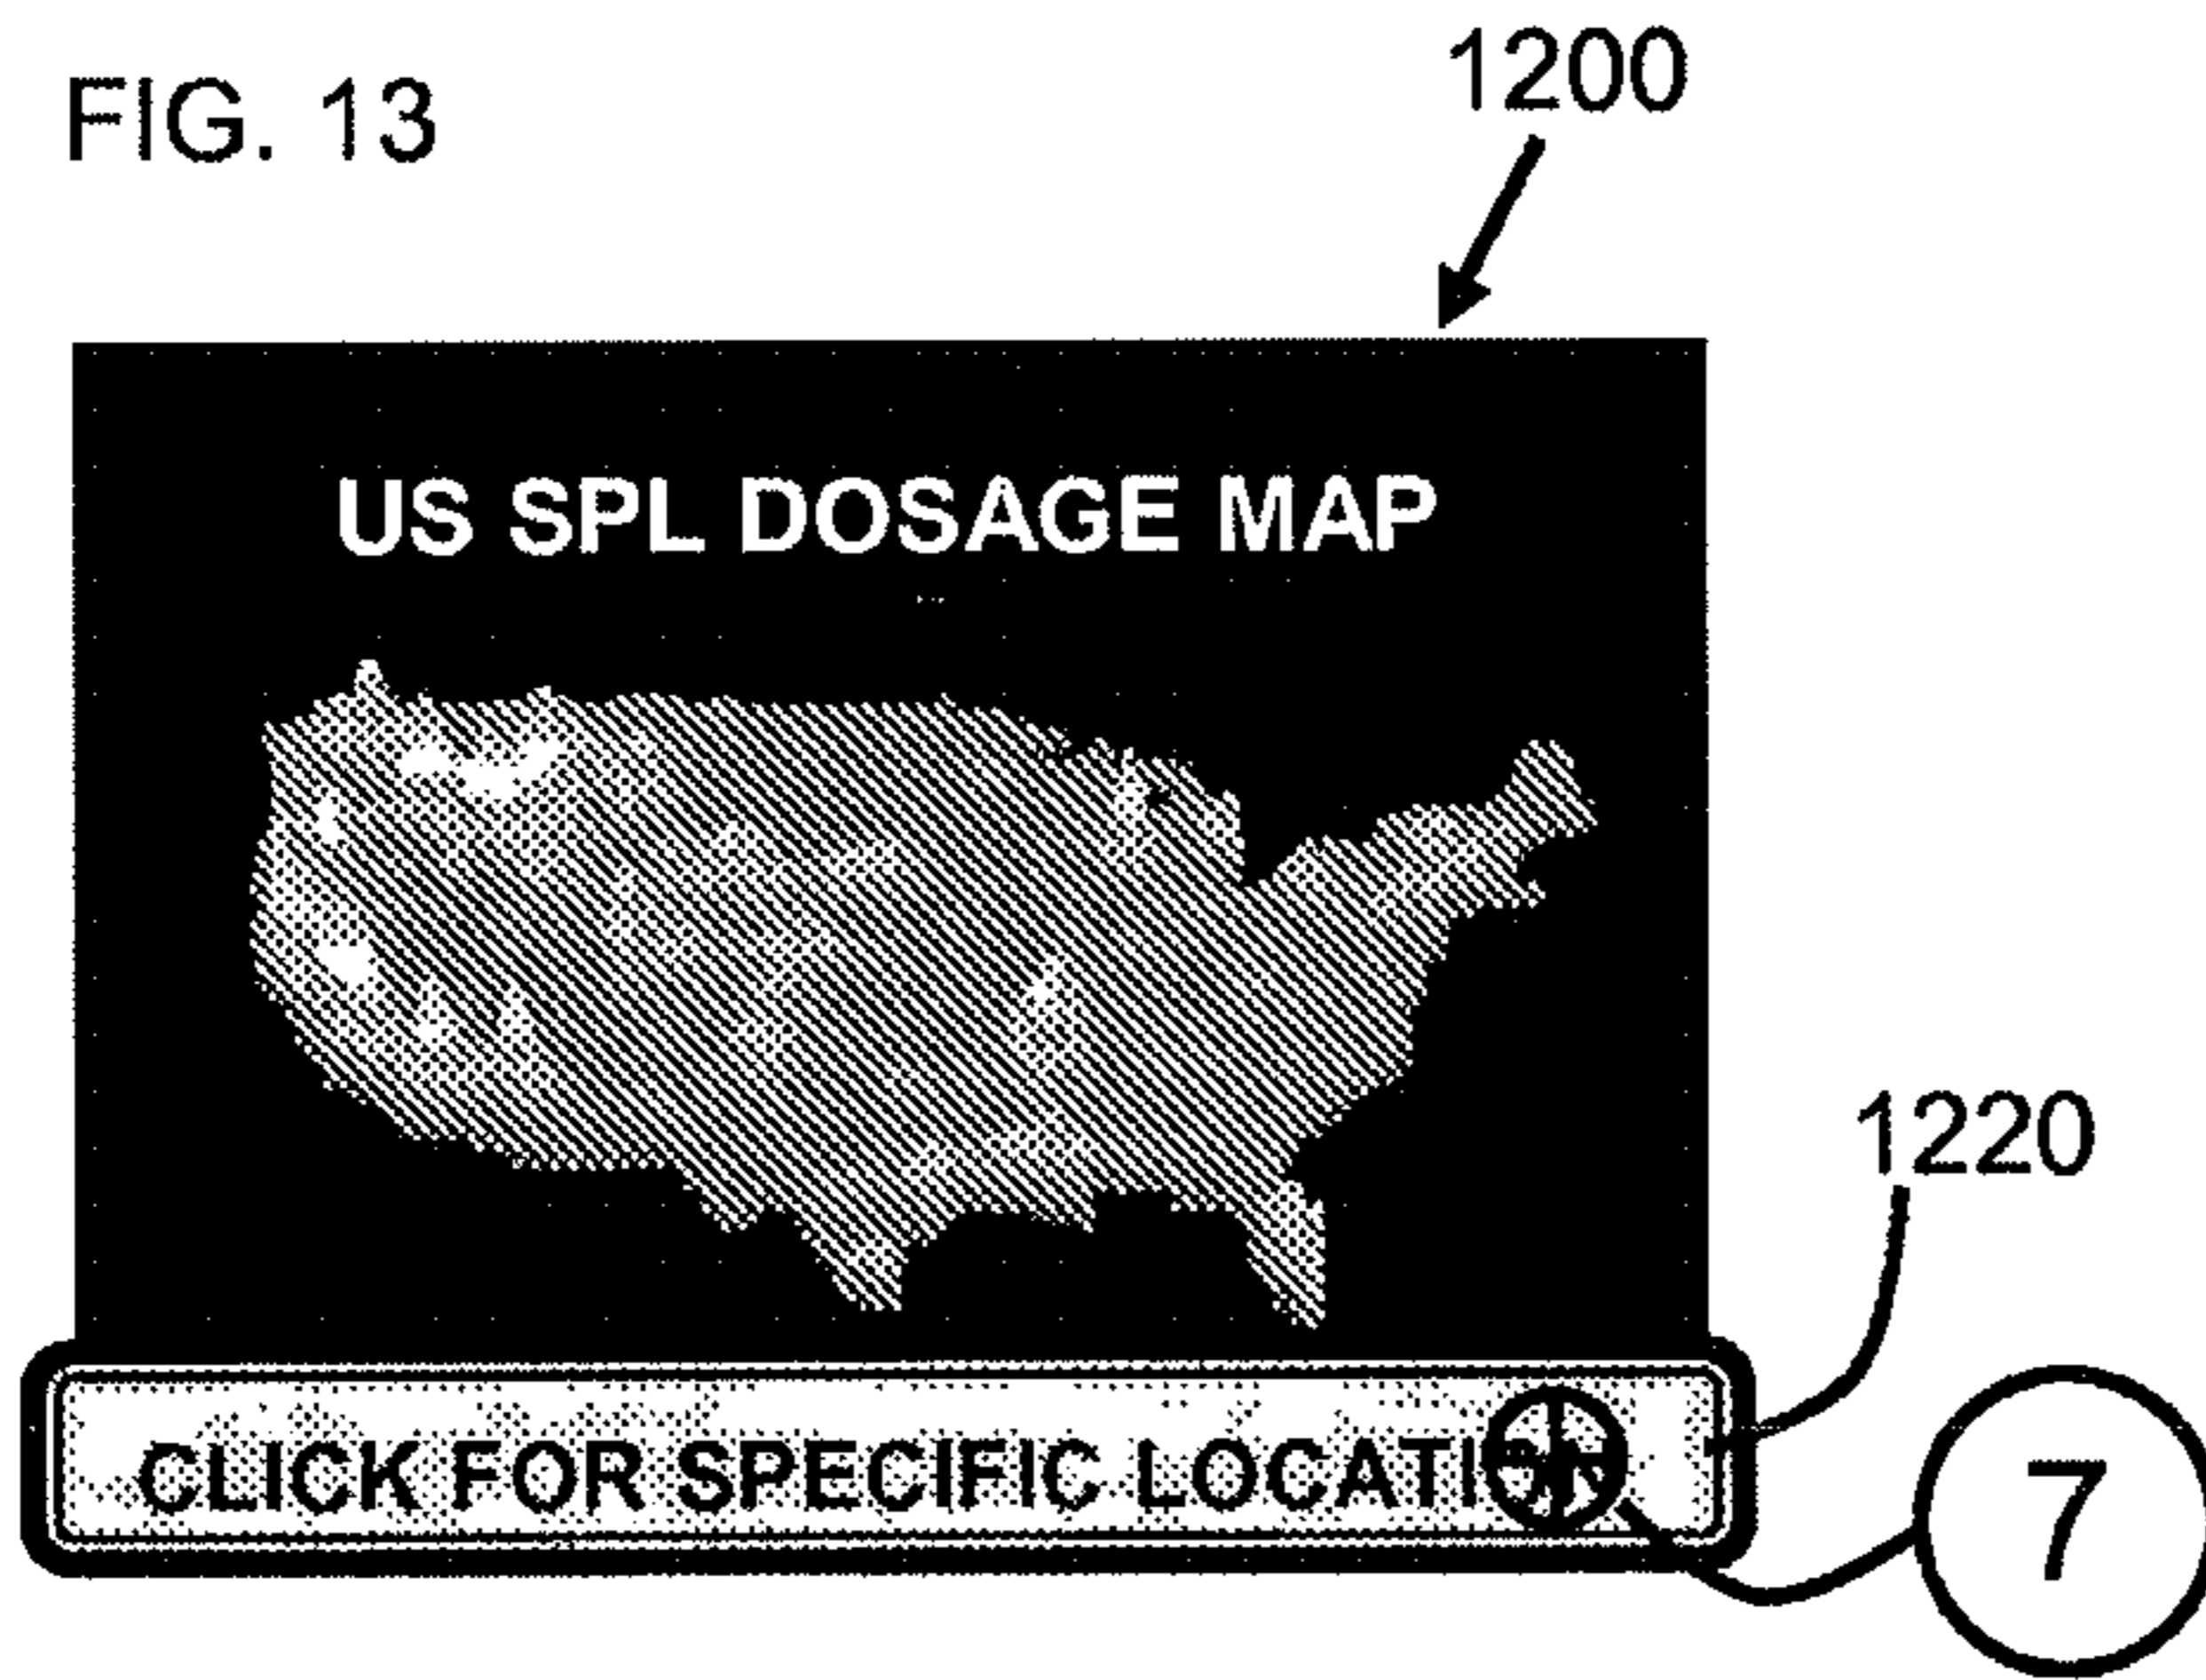 FIG. 13
1200
US SPL DOSAGE MAP
1220
CLICK FOR SPECIFIC LOCATION
7